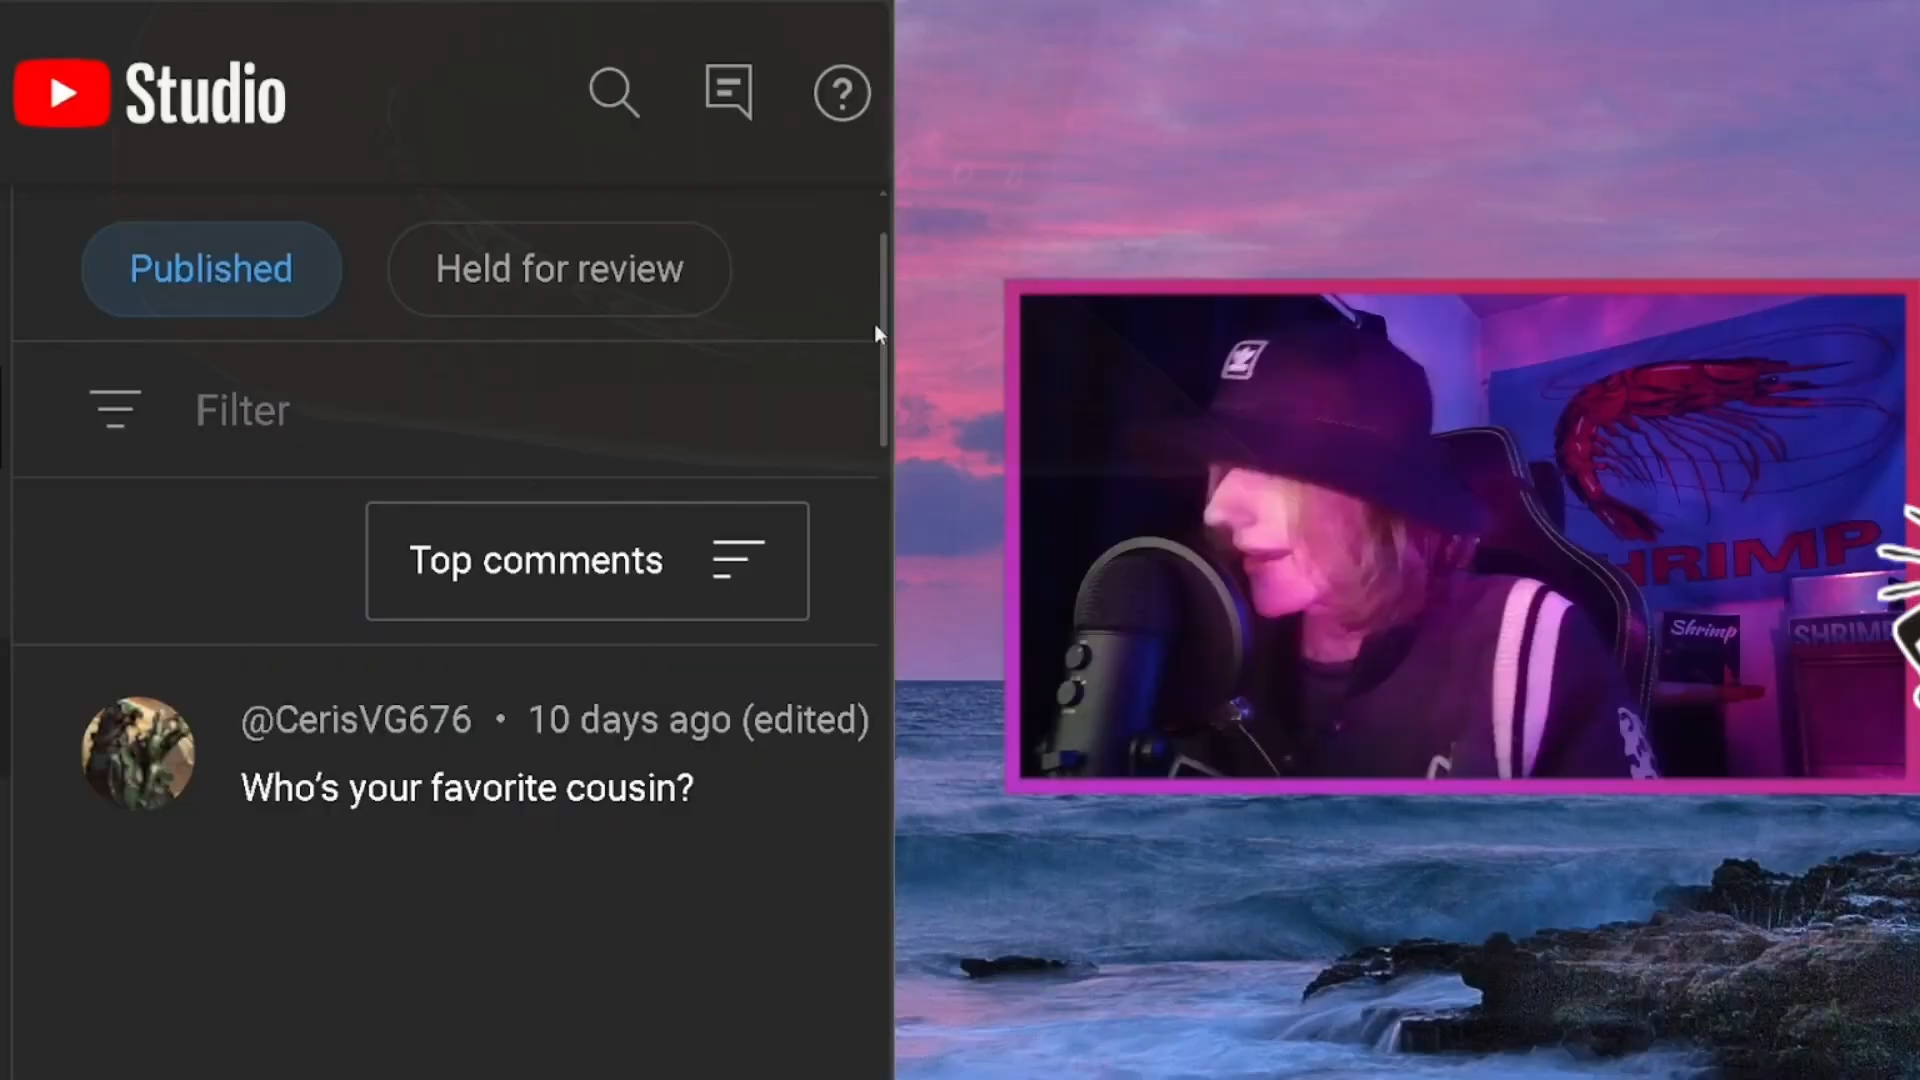 Studio
Published
Held for review
Filter
Top comments
@CerisVG676 • 10 days ago (edited)
Who's your favorite cousin?
SHRIMP
Shrimp
SHRIMP